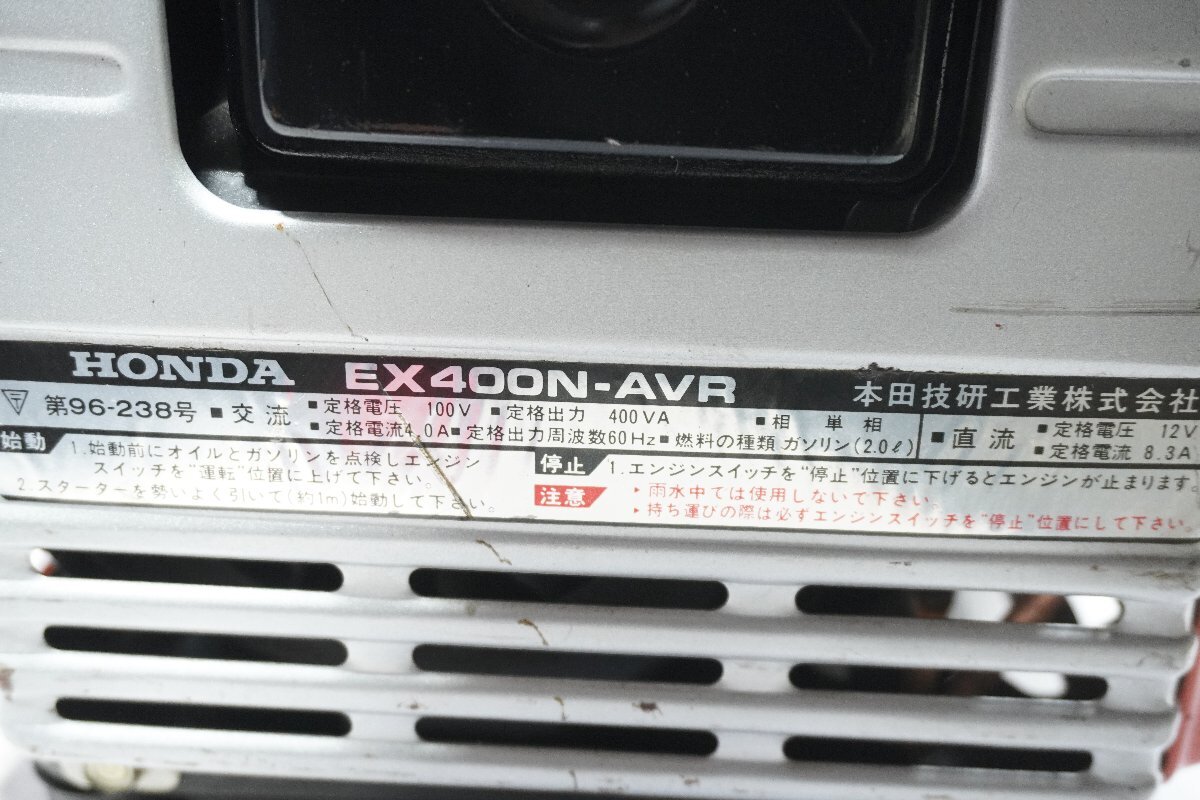 HONDA EX400N-AVR 本田技研工業株式会社
第96-238号 ■交流 ■定格電圧 100V ■定格出力 400VA ■相 単相
■定格電流4.0A ■定格出力周波数60Hz ■燃料の種類 ガソリン(2.0ℓ)
■直流 ■定格電圧 12V
■定格電流 8.3A
始動
1.始動前にオイルとガソリンを点検しエンジン
スイッチを"運転"位置に上げて下さい。
2.スターターを勢いよく引いて(約1m)始動して下さい。
停止 1.エンジンスイッチを"停止"位置に下げるとエンジンが止まります。
注意 ▸雨水中では使用しないで下さい。
▸持ち運びの際は必ずエンジンスイッチを"停止"位置にして下さい。